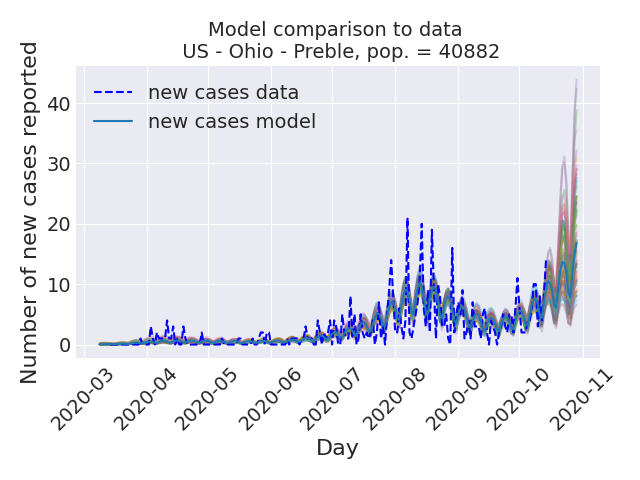 Model comparison to data
US - Ohio - Preble, pop. = 40882
Number of new cases reported
40
30
20
10
0
new cases data
new cases model
2020-03
2020-04
2020-05
2020-06
2020-07
2020-08
2020-09
2020-10
2020-11
Day